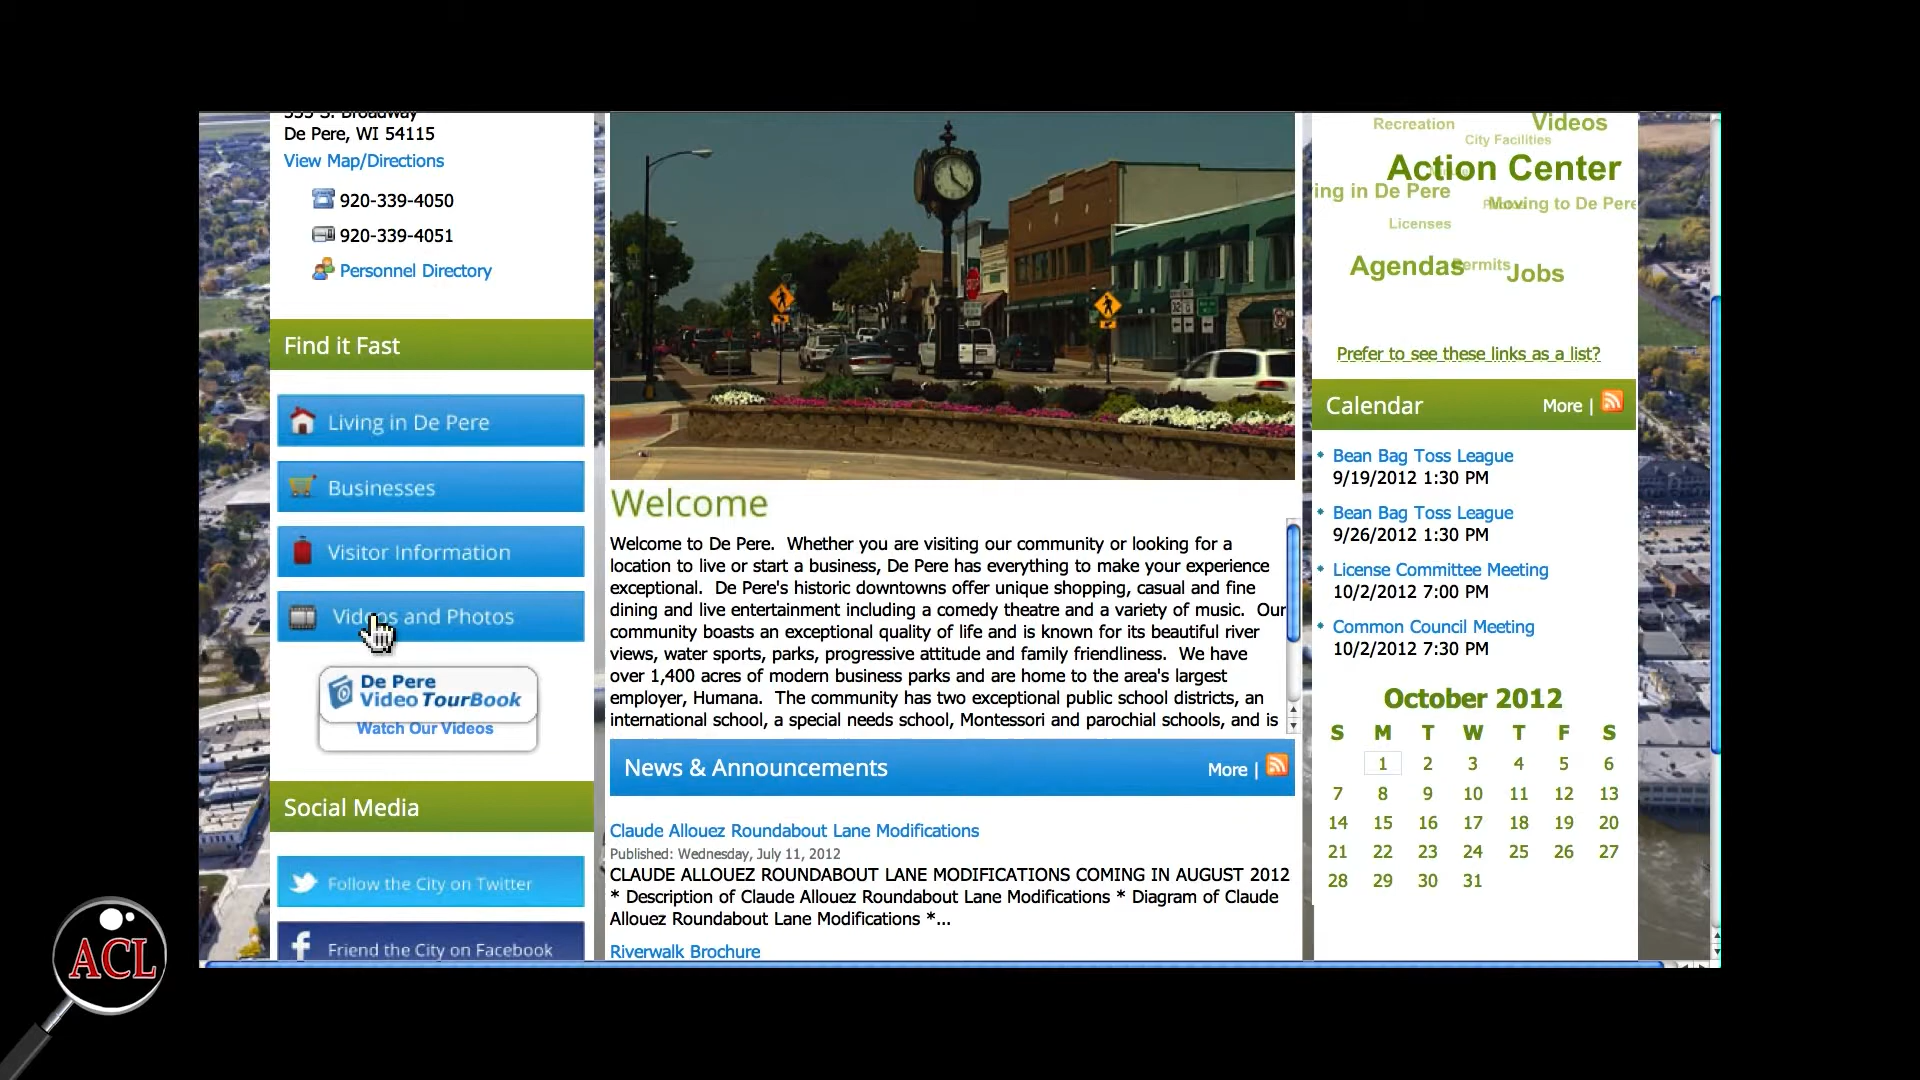 335 S. Broadway
De Pere, WI 54115
View Map/Directions
920-339-4050
920-339-4051
Personnel Directory
Find it Fast
Living in De Pere
Businesses
Visitor Information
Videos and Photos
De Pere
Video TourBook
Watch Our Videos
Social Media
Follow the City on Twitter
Friend the City on Facebook
ACL
STOP
Welcome
Welcome to De Pere. Whether you are visiting our community or looking for a
location to live or start a business, De Pere has everything to make your experience
exceptional. De Pere's historic downtowns offer unique shopping, casual and fine
dining and live entertainment including a comedy theatre and a variety of music. Our
community boasts an exceptional quality of life and is known for its beautiful river
views, water sports, parks, progressive attitude and family friendliness. We have
over 1,400 acres of modern business parks and are home to the area's largest
employer, Humana. The community has two exceptional public school districts, an
international school, a special needs school, Montessori and parochial schools, and is
News & Announcements
More |
Claude Allouez Roundabout Lane Modifications
Published: Wednesday, July 11, 2012
CLAUDE ALLOUEZ ROUNDABOUT LANE MODIFICATIONS COMING IN AUGUST 2012
* Description of Claude Allouez Roundabout Lane Modifications * Diagram of Claude
Allouez Roundabout Lane Modifications *...
Riverwalk Brochure
Recreation
Videos
City Facilities
Action Center
ing in De Pere
Moving to De Pere
Licenses
Agendas
Permits
Jobs
Prefer to see these links as a list?
Calendar
More |
Bean Bag Toss League
9/19/2012 1:30 PM
Bean Bag Toss League
9/26/2012 1:30 PM
License Committee Meeting
10/2/2012 7:00 PM
Common Council Meeting
10/2/2012 7:30 PM
October 2012
S M T W T F S
1 2 3 4 5 6
7 8 9 10 11 12 13
14 15 16 17 18 19 20
21 22 23 24 25 26 27
28 29 30 31